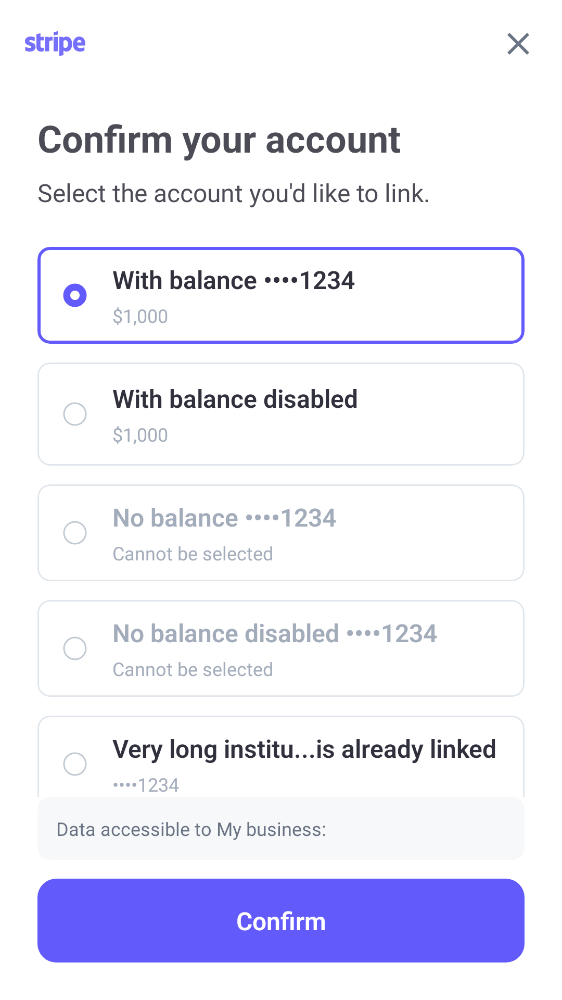 stripe
Confirm your account
Select the account you'd like to link.
With balance ••••1234
$1,000
With balance disabled
$1,000
No balance ••••1234
Cannot be selected
No balance disabled ••••1234
Cannot be selected
Very long institu...is already linked
••••1234
Data accessible to My business:
Confirm